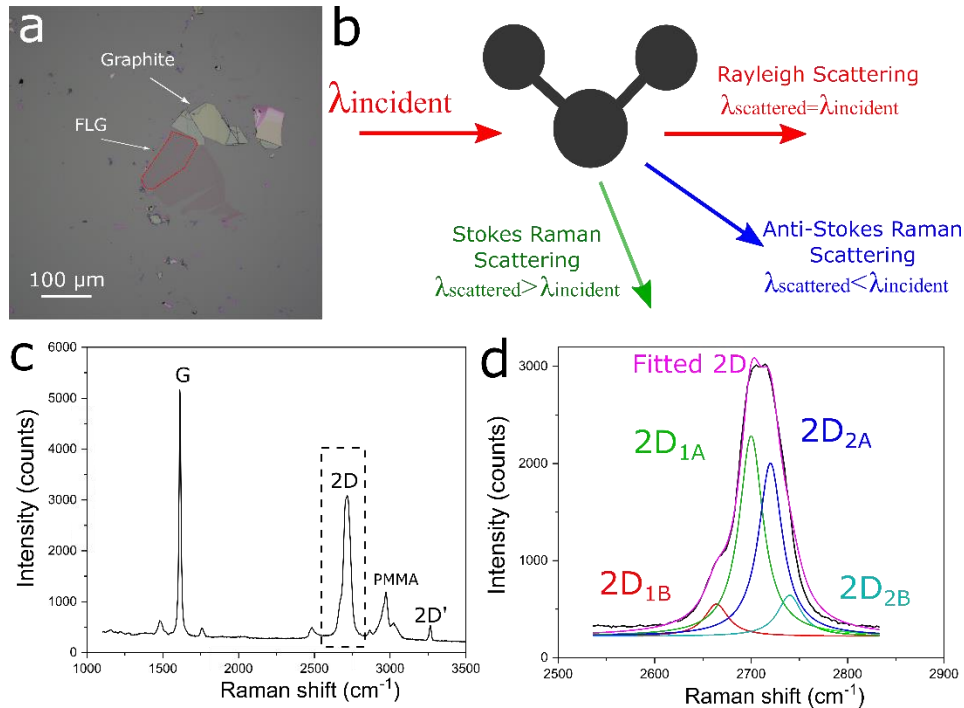 a
Graphite
FLG
100 μm
b
λincident
Rayleigh Scattering
λscattered=λincident
Stokes Raman
Scattering
λscattered>λincident
Anti-Stokes Raman
Scattering
λscattered<λincident
c
6000
5000
4000
3000
2000
1000
0
Intensity (counts)
G
2D
PMMA
2D'
1000
1500
2000
2500
3000
3500
Raman shift (cm⁻¹)
d
3000
2000
1000
0
Intensity (counts)
Fitted 2D
2D1A
2D2A
2D1B
2D2B
2500
2600
2700
2800
2900
Raman shift (cm⁻¹)